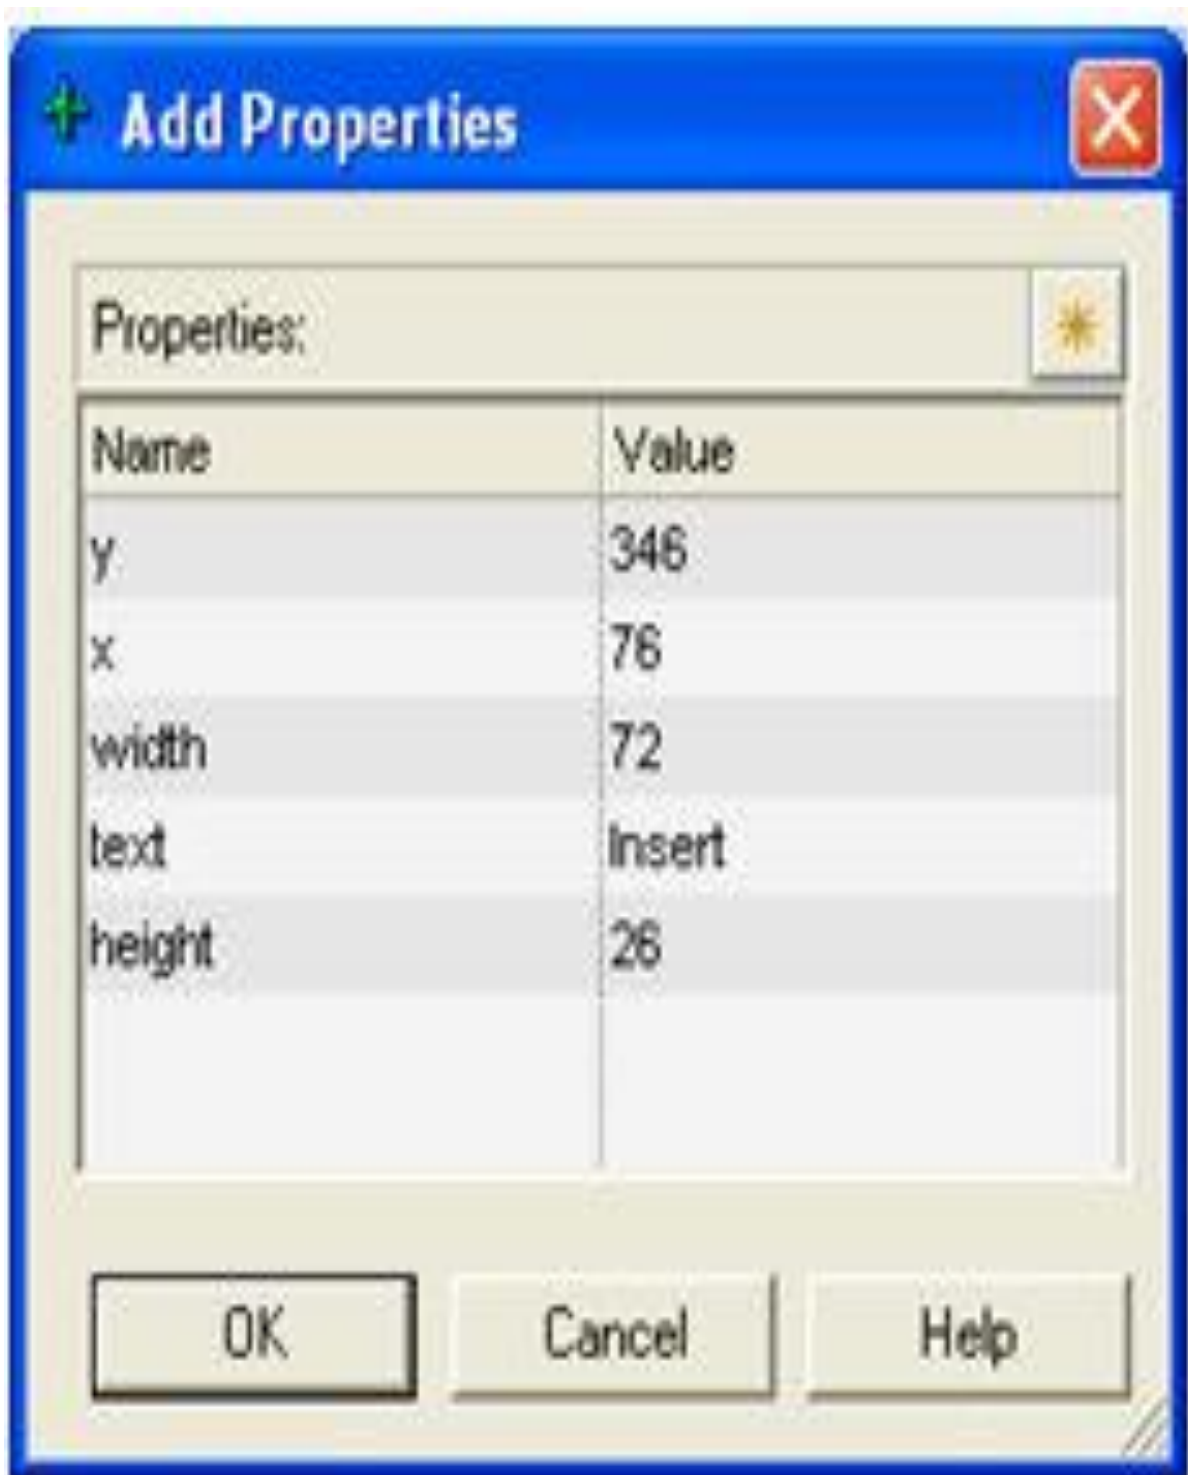 Add Properties
Properties:
Name Value
y 346
x 76
width 72
text Insert
height 26
OK Cancel Help